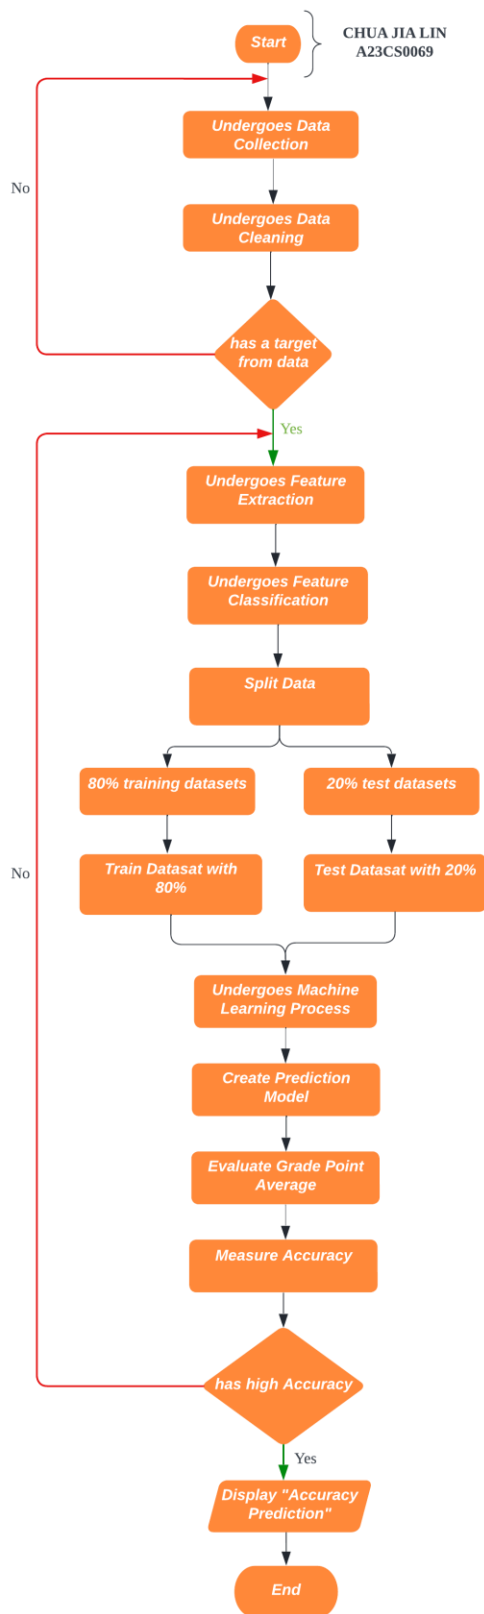 Start
CHUA JIA LIN
A23CS0069
Undergoes Data
Collection
No
Undergoes Data
Cleaning
has a target
from data
Yes
Undergoes Feature
Extraction
Undergoes Feature
Classification
Split Data
80% training datasets
20% test datasets
No
Train Datasat with
80%
Test Datasat with 20%
Undergoes Machine
Learning Process
Create Prediction
Model
Evaluate Grade Point
Average
Measure Accuracy
has high Accuracy
Yes
Display "Accuracy
Prediction"
End